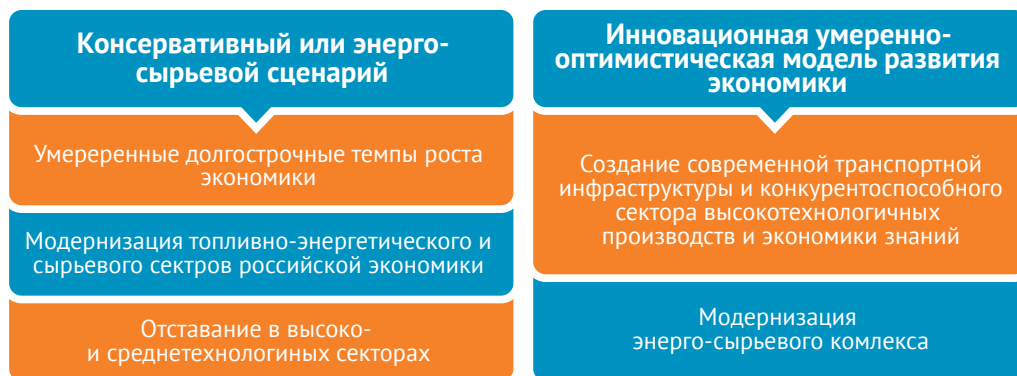 Консервативный или энерго-
сырьевой сценарий
Умереренные долгострочные темпы роста
экономики
Модернизация топливно-энергетического и
сырьевого сектров российской экономики
Отставание в высоко-
и среднетехнологиных секторах
Инновационная умеренно-
оптимистическая модель развития
экономики
Создание современной транспортной
инфраструктуры и конкурентоспособного
сектора высокотехнологичных
производств и экономики знаний
Модернизация
энерго-сырьевого комлекса